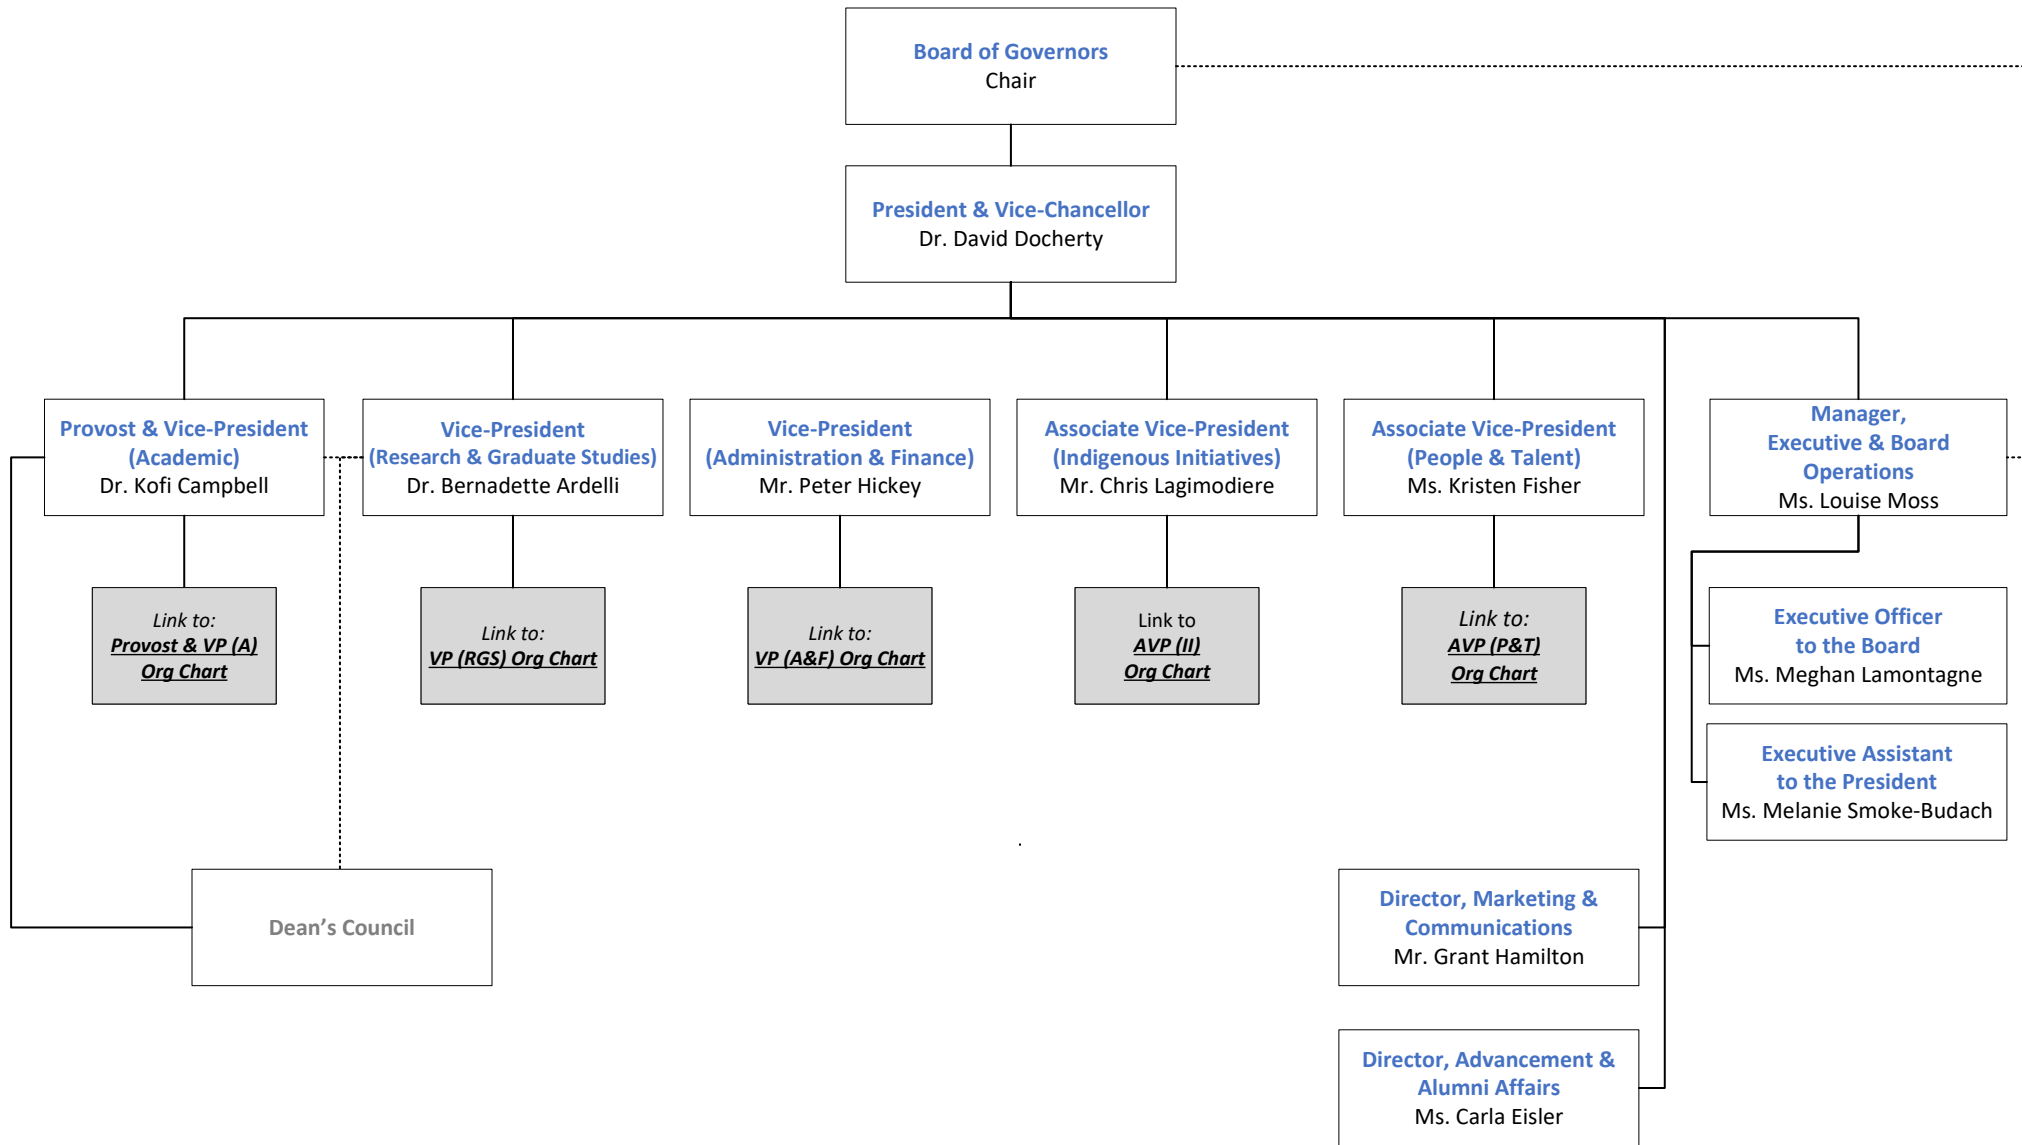 Board of Governors
Chair
President & Vice-Chancellor
Dr. David Docherty
Provost & Vice-President
(Academic)
Dr. Kofi Campbell
Vice-President
(Research & Graduate Studies)
Dr. Bernadette Ardelli
Vice-President
(Administration & Finance)
Mr. Peter Hickey
Associate Vice-President
(Indigenous Initiatives)
Mr. Chris Lagimodiere
Associate Vice-President
(People & Talent)
Ms. Kristen Fisher
Manager,
Executive & Board
Operations
Ms. Louise Moss
Link to:
Provost & VP (A)
Org Chart
Link to:
VP (RGS) Org Chart
Link to:
VP (A&F) Org Chart
Link to
AVP (II)
Org Chart
Link to:
AVP (P&T)
Org Chart
Executive Officer
to the Board
Ms. Meghan Lamontagne
Executive Assistant
to the President
Ms. Melanie Smoke-Budach
.
Dean’s Council
Director, Marketing &
Communications
Mr. Grant Hamilton
Director, Advancement &
Alumni Affairs
Ms. Carla Eisler